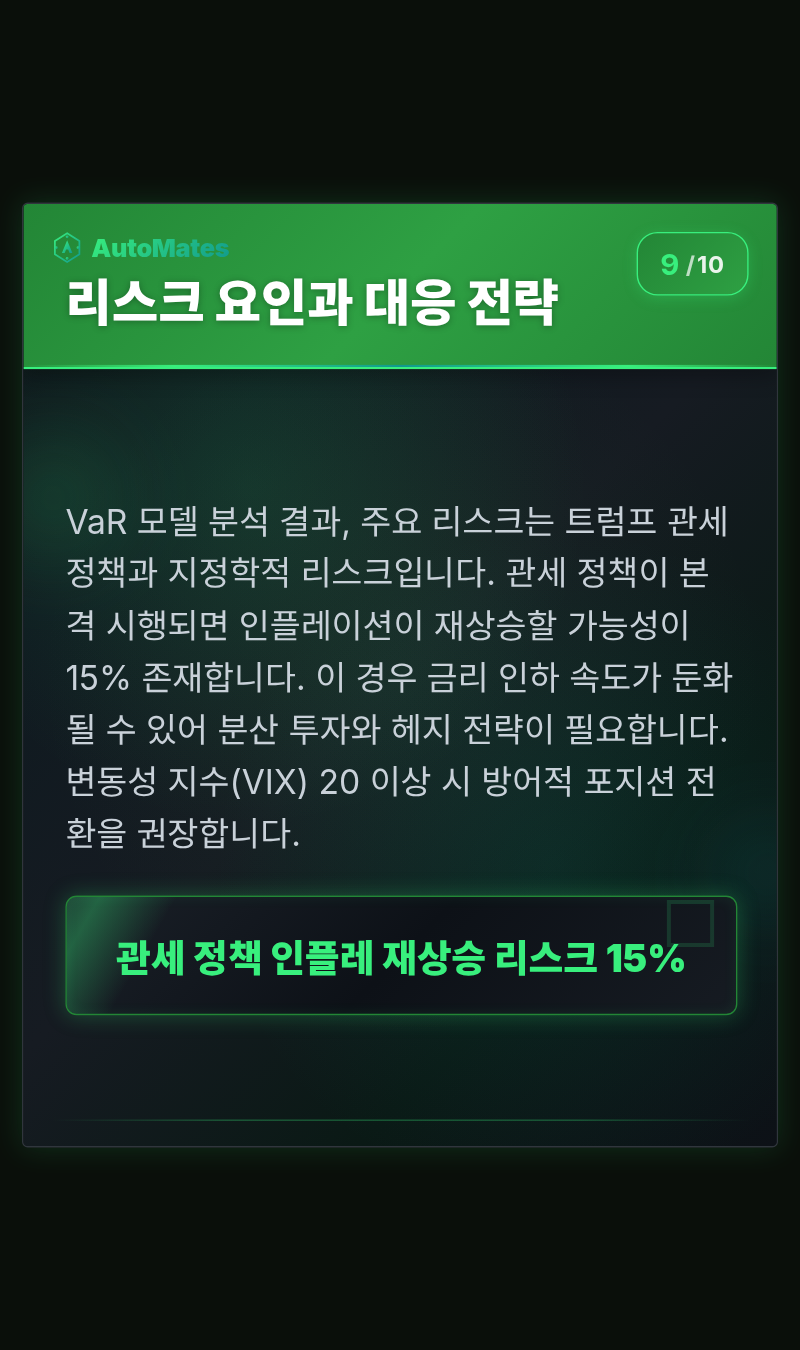 AutoMates
리스크 요인과 대응 전략
9 / 10
VaR 모델 분석 결과, 주요 리스크는 트럼프 관세
정책과 지정학적 리스크입니다. 관세 정책이 본
격 시행되면 인플레이션이 재상승할 가능성이
15% 존재합니다. 이 경우 금리 인하 속도가 둔화
될 수 있어 분산 투자와 헤지 전략이 필요합니다.
변동성 지수(VIX) 20 이상 시 방어적 포지션 전
환을 권장합니다.
관세 정책 인플레 재상승 리스크 15%